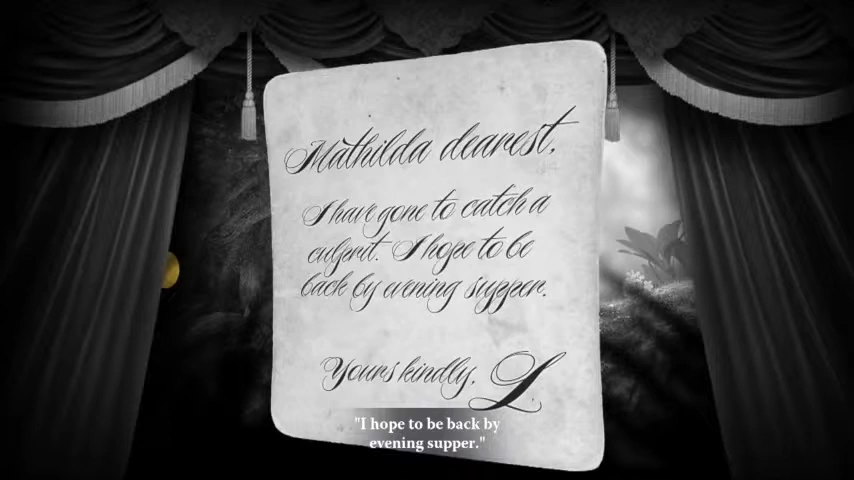 Mathilda dearest,
I have gone to catch a
culprit. I hope to be
back by evening supper.
Yours kindly, L.
"I hope to be back by
evening supper."